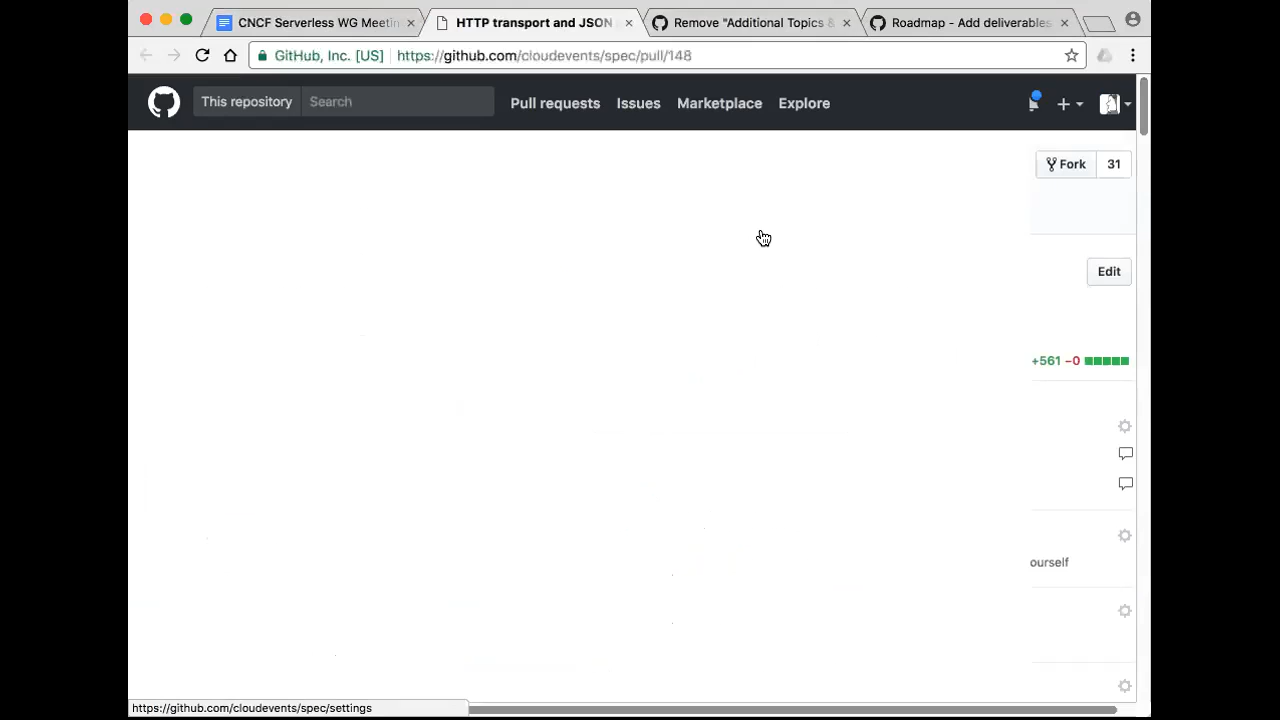 CNCF Serverless WG Meeting
HTTP transport and JSON
Remove "Additional Topics &
Roadmap - Add deliverables
GitHub, Inc. [US]
https://github.com/cloudevents/spec/pull/148
This repository
Search
Pull requests
Issues
Marketplace
Explore
Fork
31
Edit
+561 −0
ourself
https://github.com/cloudevents/spec/settings